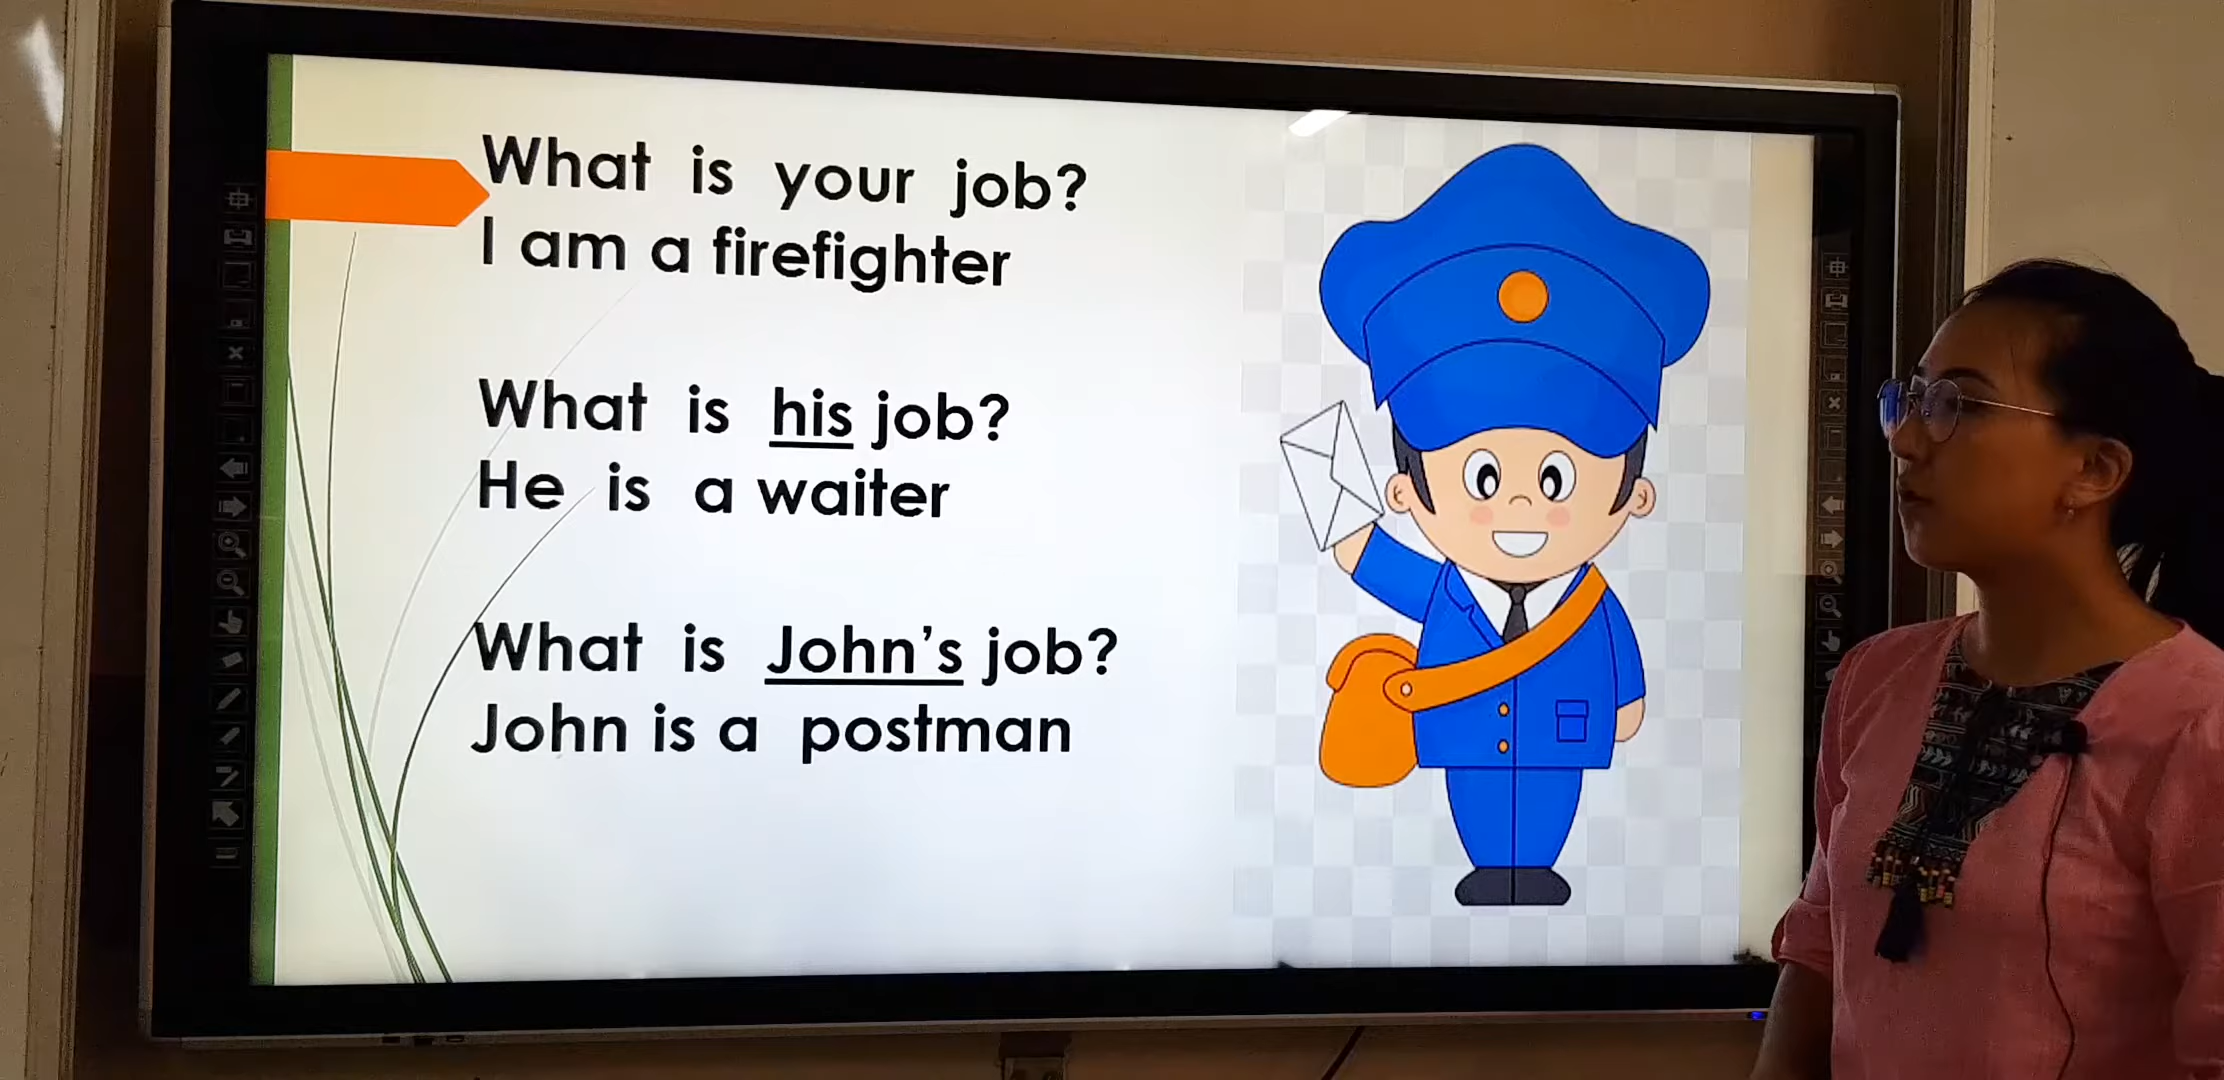 What is your job?
I am a firefighter
What is his job?
He is a waiter
What is John's job?
John is a postman